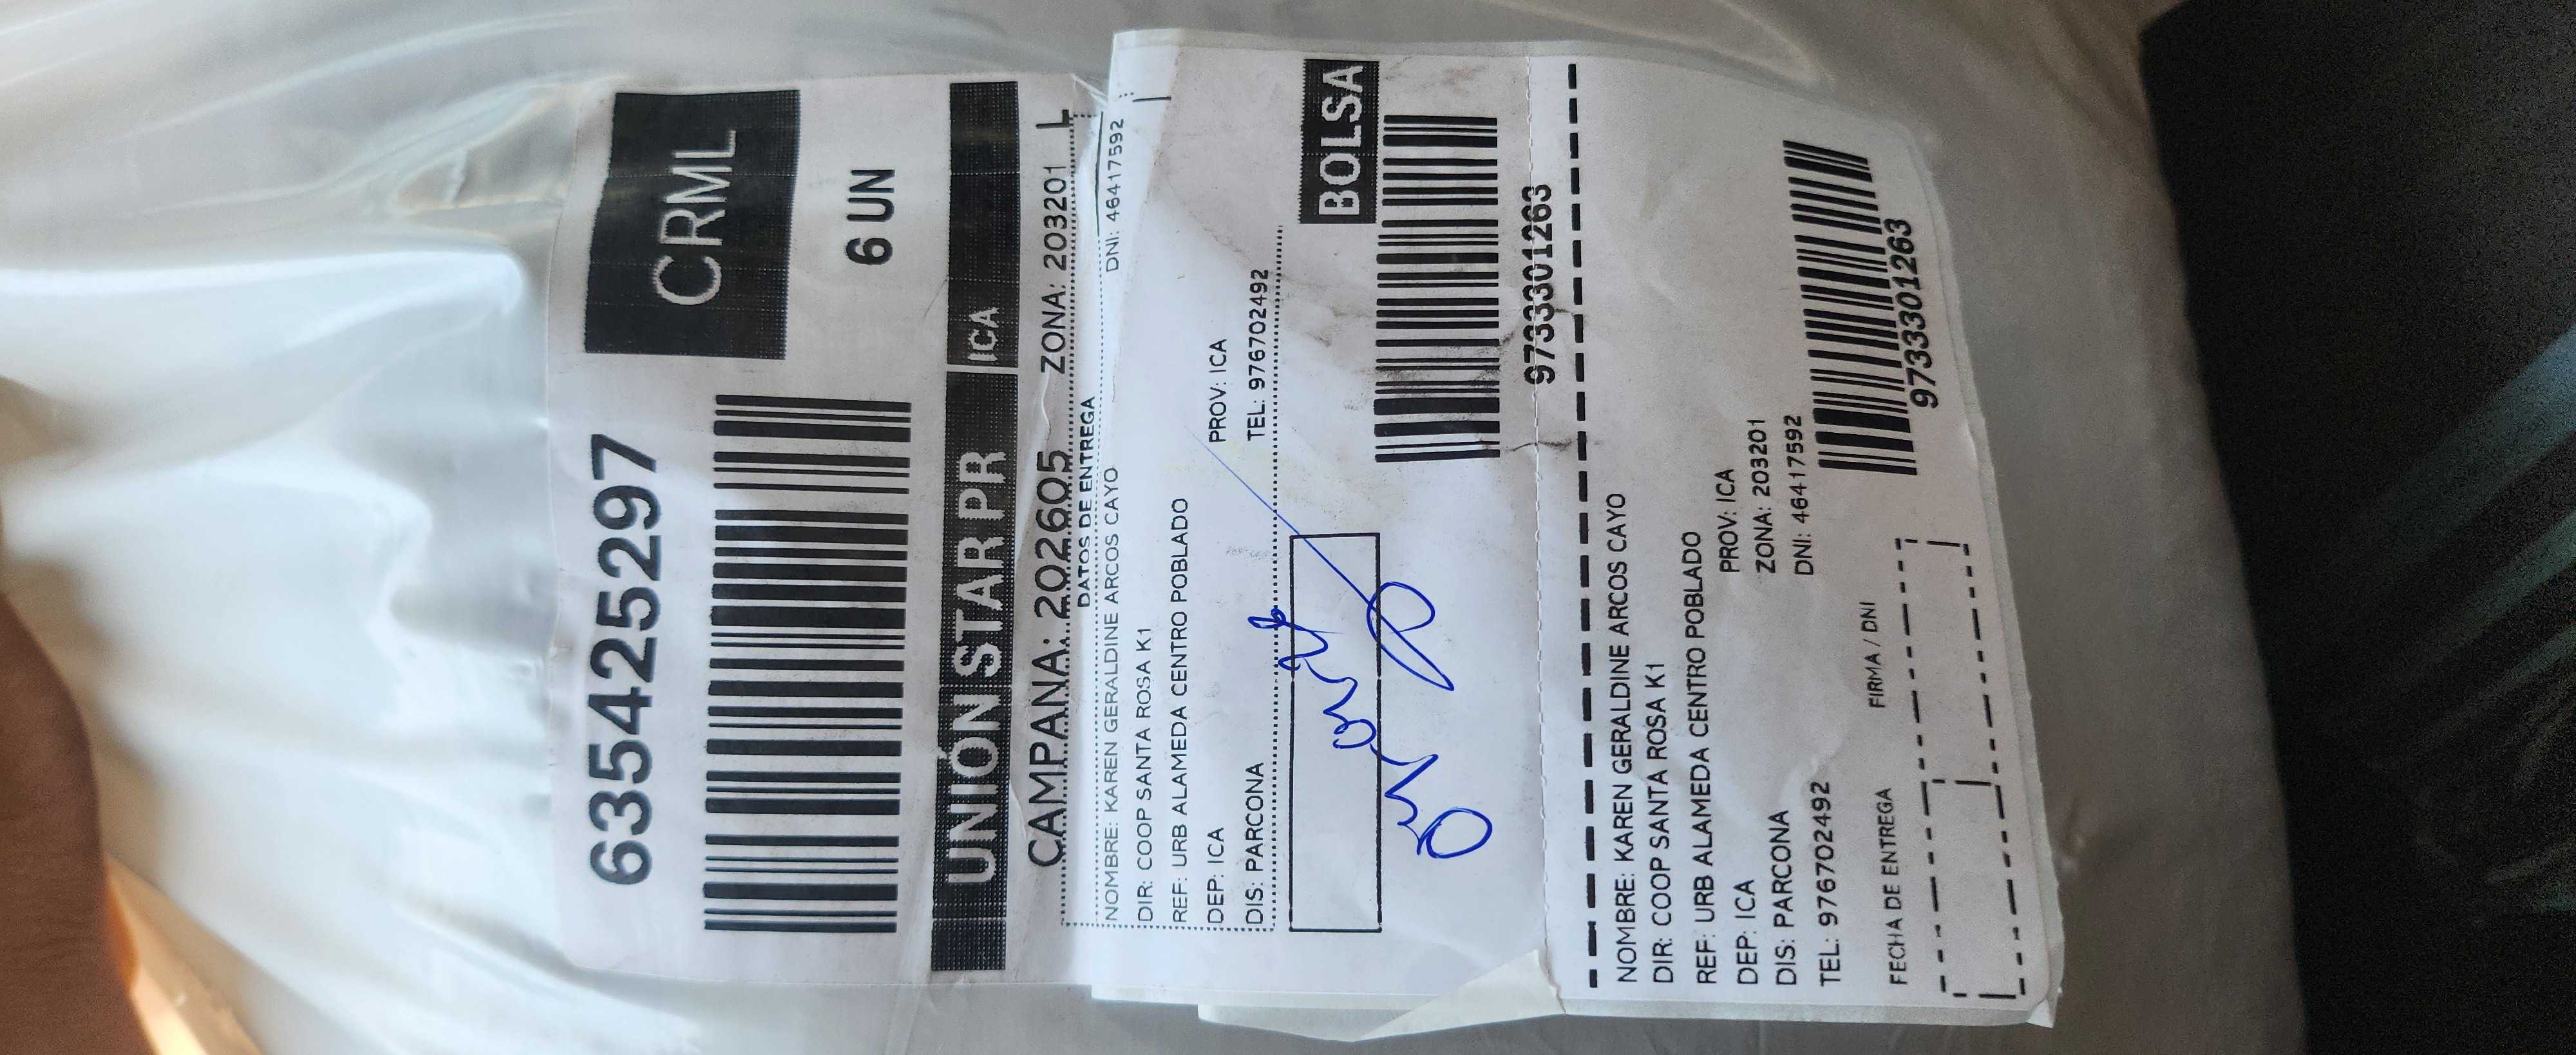 6354425297
CRML
6 UN
UNIÓN STAR PR ICA
CAMPANA: 202605 ZONA: 203201 L
DATOS DE ENTREGA
NOMBRE: KAREN GERALDINE ARCOS CAYO DNI: 46417592
DIR: COOP SANTA ROSA K1
REF: URB ALAMEDA CENTRO POBLADO
DEP: ICA PROV: ICA
DIS: PARCONA TEL: 976702492
BOLSA
9733301263
NOMBRE: KAREN GERALDINE ARCOS CAYO
DIR: COOP SANTA ROSA K1
REF: URB ALAMEDA CENTRO POBLADO
DEP: ICA PROV: ICA
DIS: PARCONA ZONA: 203201
TEL: 976702492 DNI: 46417592
FECHA DE ENTREGA FIRMA / DNI
9733301263